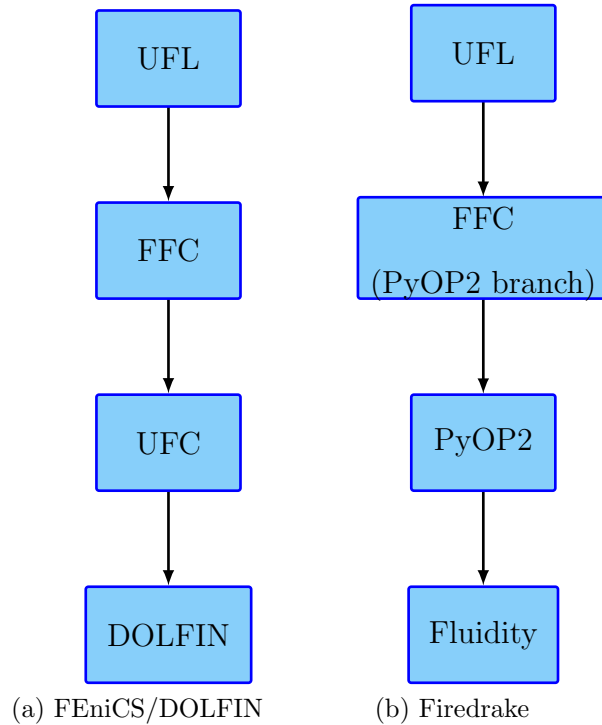 UFL
FFC
UFC
DOLFIN
(a) FEniCS/DOLFIN
UFL
FFC
(PyOP2 branch)
PyOP2
Fluidity
(b) Firedrake